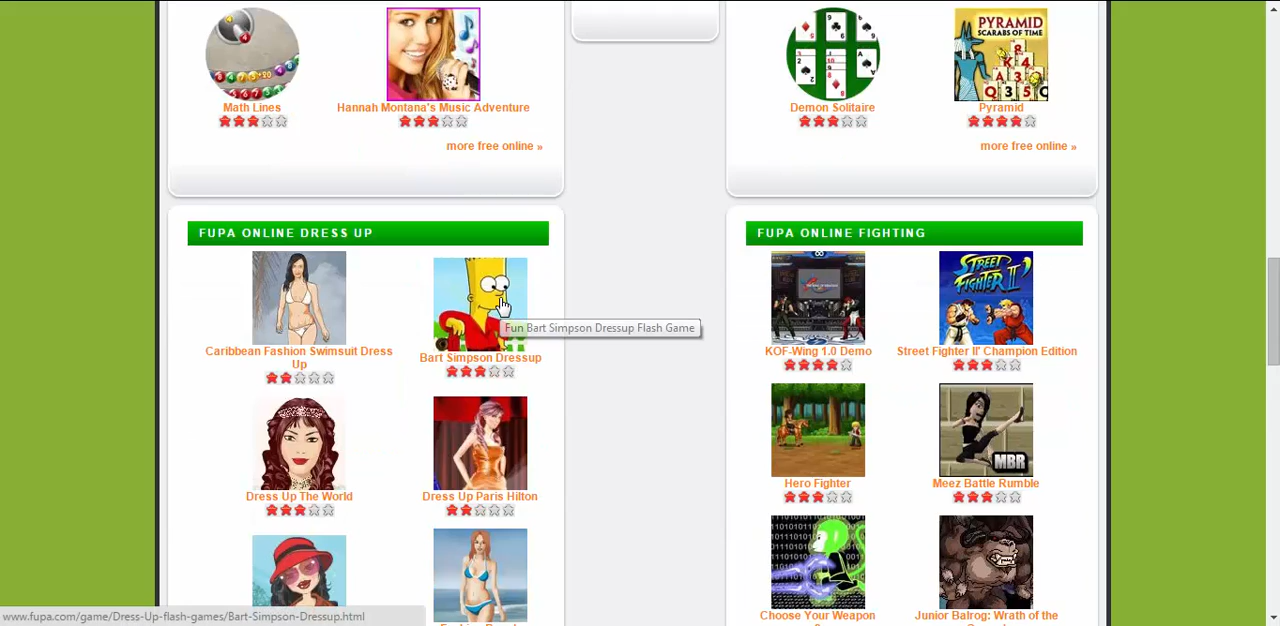 Math Lines
Hannah Montana's Music Adventure
more free online »
PYRAMID
SCARABS OF TIME
Demon Solitaire
Pyramid
more free online »
FUPA ONLINE DRESS UP
Caribbean Fashion Swimsuit Dress
Up
Fun Bart Simpson Dressup Flash Game
Bart Simpson Dressup
Dress Up The World
Dress Up Paris Hilton
FUPA ONLINE FIGHTING
STREET
FIGHTER II'
KOF-Wing 1.0 Demo
Street Fighter II' Champion Edition
MBR
Hero Fighter
Meez Battle Rumble
Choose Your Weapon
Junior Balrog: Wrath of the
www.fupa.com/game/Dress-Up-flash-games/Bart-Simpson-Dressup.html